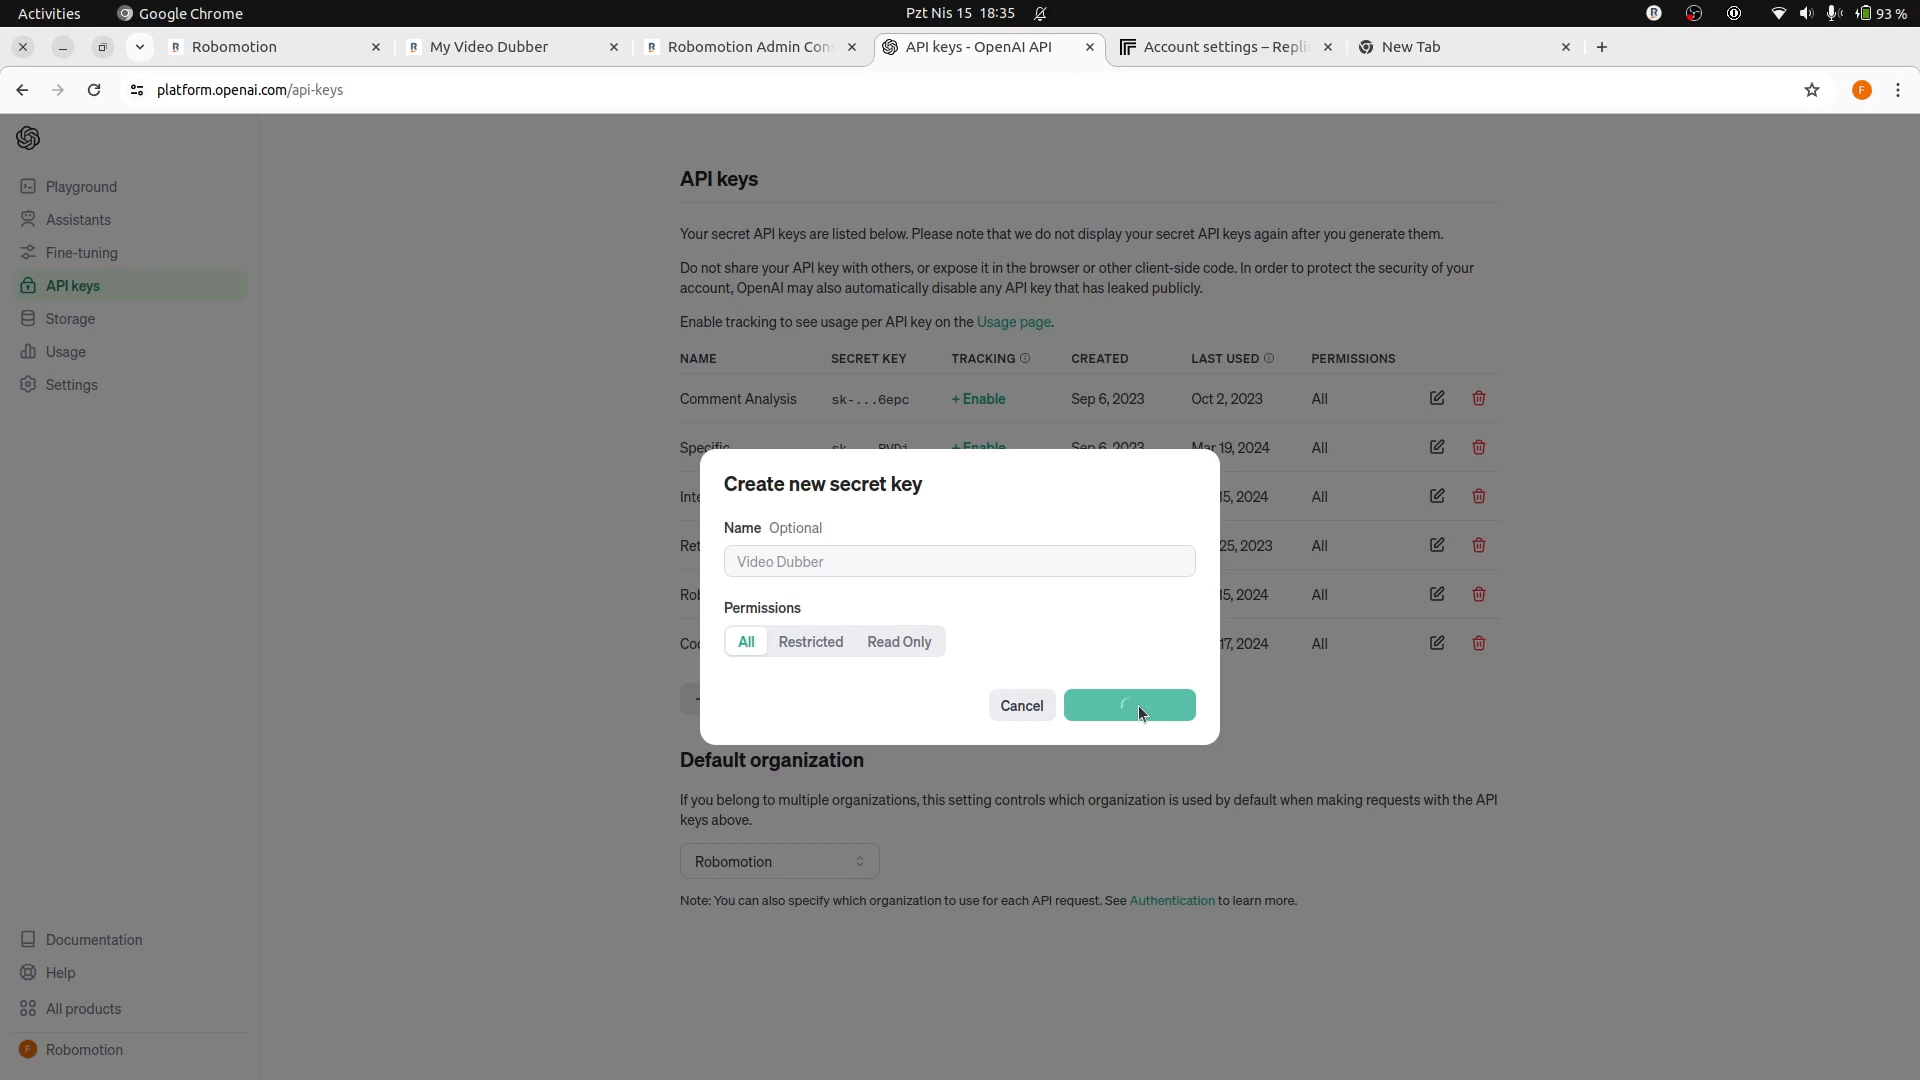 Activities Google Chrome Pzt Nis 15 18:35 93 %
Robomotion My Video Dubber Robomotion Admin Con API keys - OpenAI API Account settings – Repli New Tab
platform.openai.com/api-keys
Playground
Assistants
Fine-tuning
API keys
Storage
Usage
Settings
API keys
Your secret API keys are listed below. Please note that we do not display your secret API keys again after you generate them.
Do not share your API key with others, or expose it in the browser or other client-side code. In order to protect the security of your
account, OpenAI may also automatically disable any API key that has leaked publicly.
Enable tracking to see usage per API key on the Usage page.
NAME SECRET KEY TRACKING CREATED LAST USED PERMISSIONS
Comment Analysis sk-...6epc + Enable Sep 6, 2023 Oct 2, 2023 All
Specific + Enable Sep 6, 2023 Mar 19, 2024 All
15, 2024 All
25, 2023 All
15, 2024 All
17, 2024 All
Create new secret key
Name Optional
Video Dubber
Permissions
All Restricted Read Only
Cancel
Default organization
If you belong to multiple organizations, this setting controls which organization is used by default when making requests with the API
keys above.
Robomotion
Note: You can also specify which organization to use for each API request. See Authentication to learn more.
Documentation
Help
All products
F Robomotion